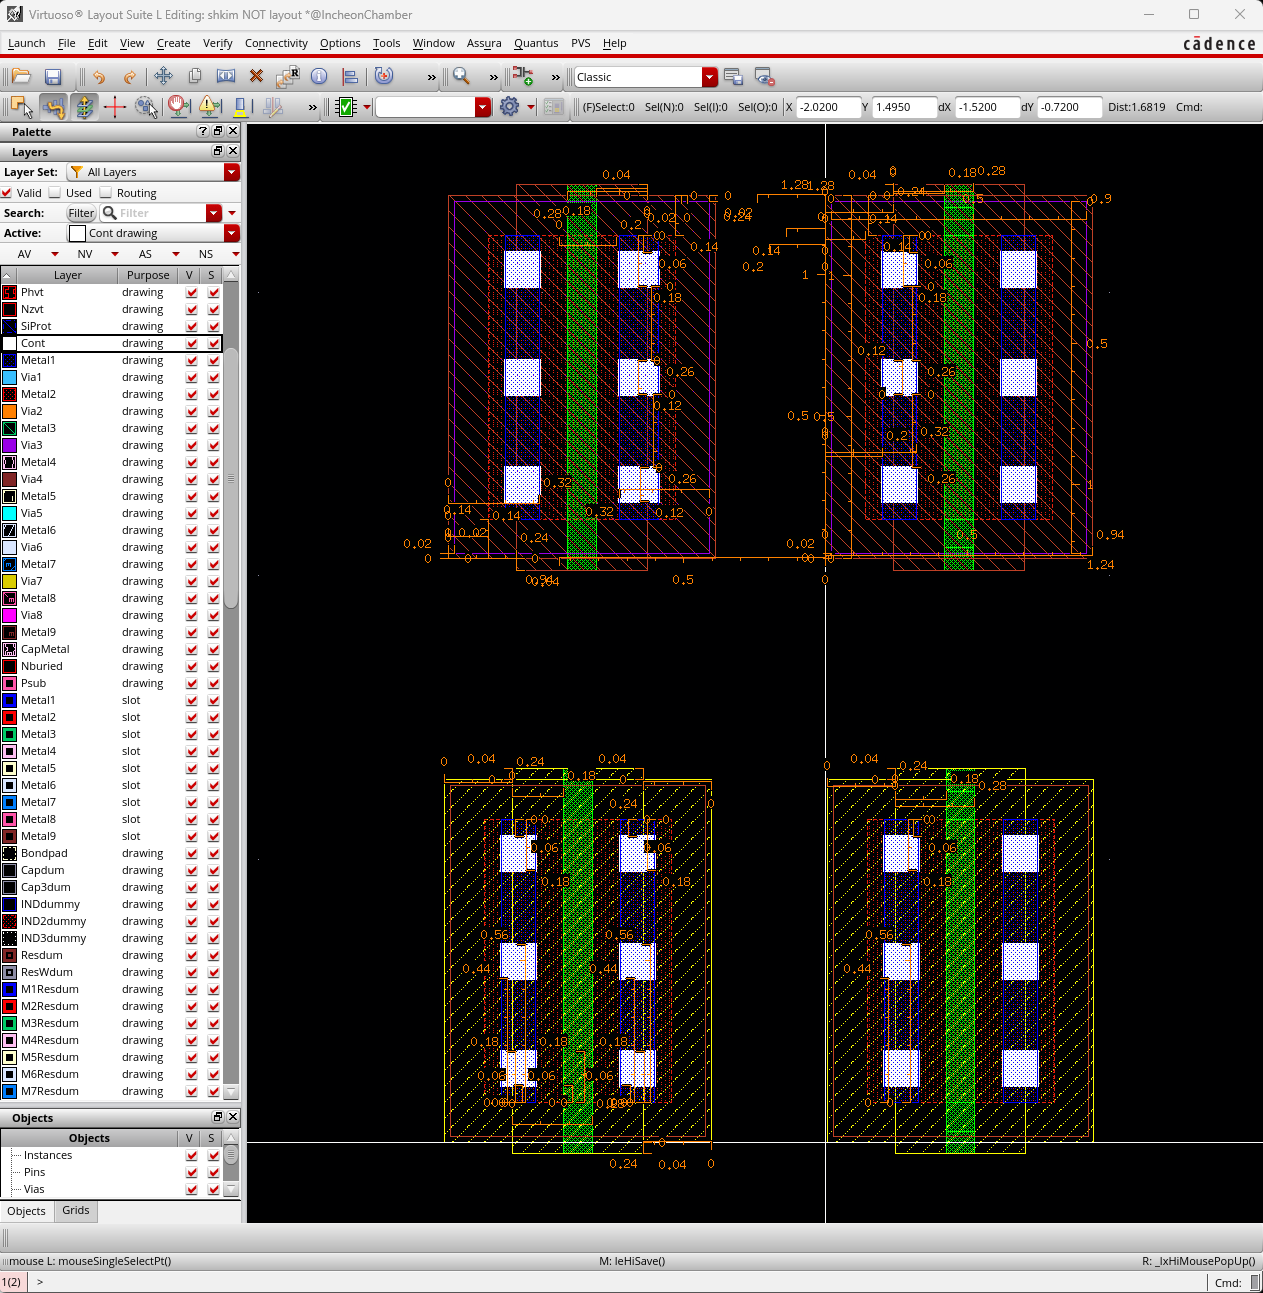 Virtuoso® Layout Suite L Editing: shkim NOT layout *@IncheonChamber
Launch File Edit View Create Verify Connectivity Options Tools Window Assura Quantus PVS Help
cādence
Classic
(F)Select:0 Sel(N):0 Sel(I):0 Sel(O):0 X -2.0200 Y 1.4950 dX -1.5200 dY -0.7200 Dist:1.6819 Cmd:
Palette
Layers
Layer Set: All Layers
Valid Used Routing
Search: Filter Filter
Active: Cont drawing
AV NV AS NS
Layer Purpose V S
Phvt drawing
Nzvt drawing
SiProt drawing
Cont drawing
Metal1 drawing
Via1 drawing
Metal2 drawing
Via2 drawing
Metal3 drawing
Via3 drawing
Metal4 drawing
Via4 drawing
Metal5 drawing
Via5 drawing
Metal6 drawing
Via6 drawing
Metal7 drawing
Via7 drawing
Metal8 drawing
Via8 drawing
Metal9 drawing
CapMetal drawing
Nburied drawing
Psub drawing
Metal1 slot
Metal2 slot
Metal3 slot
Metal4 slot
Metal5 slot
Metal6 slot
Metal7 slot
Metal8 slot
Metal9 slot
Bondpad drawing
Capdum drawing
Cap3dum drawing
INDdummy drawing
IND2dummy drawing
IND3dummy drawing
Resdum drawing
ResWdum drawing
M1Resdum drawing
M2Resdum drawing
M3Resdum drawing
M4Resdum drawing
M5Resdum drawing
M6Resdum drawing
M7Resdum drawing
Objects
Objects V S
Instances
Pins
Vias
Objects Grids
0.04
0.28 0.18
0.2
0.02
0.14
0.06
0.18
0.26
0.12
0.32 0.26
0.14 0.14 0.32 0.12 0
0.02 0.24
0.02 0
0.5
1.28
0.14
0.2
1
0.5
0.02
0
0.04 0 0.18 0.28
0.24 0.5 0.9
0.14
0.14 0.06
0.18
0.12 0.5
0.26
0.2 0.32
0.26 1
0.94
1.24
0 0.04 0.24 0.04
0.18
0.24 0
0.06 0.06
0.18 0.18
0.56 0.56
0.44 0.44
0.18 0.18 0.18
0.06 0.06 0.06
0.24 0.04 0
0 0.04 0.24
0.18 0.28
0.06
0.18
0.56
0.44
mouse L: mouseSingleSelectPt() M: leHiSave() R: _lxHiMousePopUp()
1(2) > Cmd: